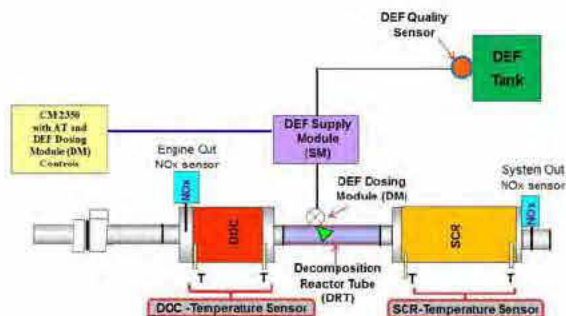 DEF Quality
Sensor
DEF
Tank
CM 2350
with AT and
DEF Dosing
Module (DM)
Controls
DEF Supply
Module
(SM)
Engine Out
NOx sensor
System Out
NOx sensor
NOx
DEF Dosing
Module (DM)
NOx
DOC
SCR
Decomposition
Reactor Tube
(DRT)
T
T
T
T
DOC -Temperature Sensor
SCR-Temperature Sensor